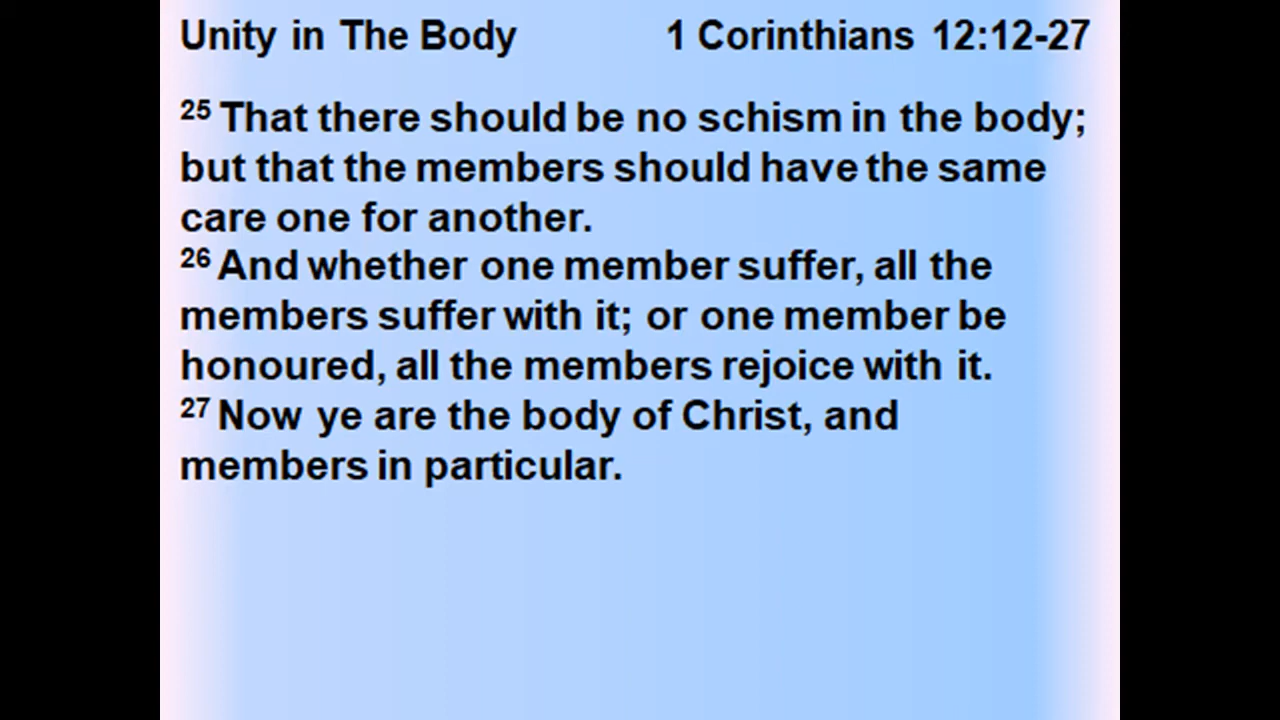 Unity in The Body 1 Corinthians 12:12-27
25 That there should be no schism in the body;
but that the members should have the same
care one for another.
26 And whether one member suffer, all the
members suffer with it; or one member be
honoured, all the members rejoice with it.
27 Now ye are the body of Christ, and
members in particular.